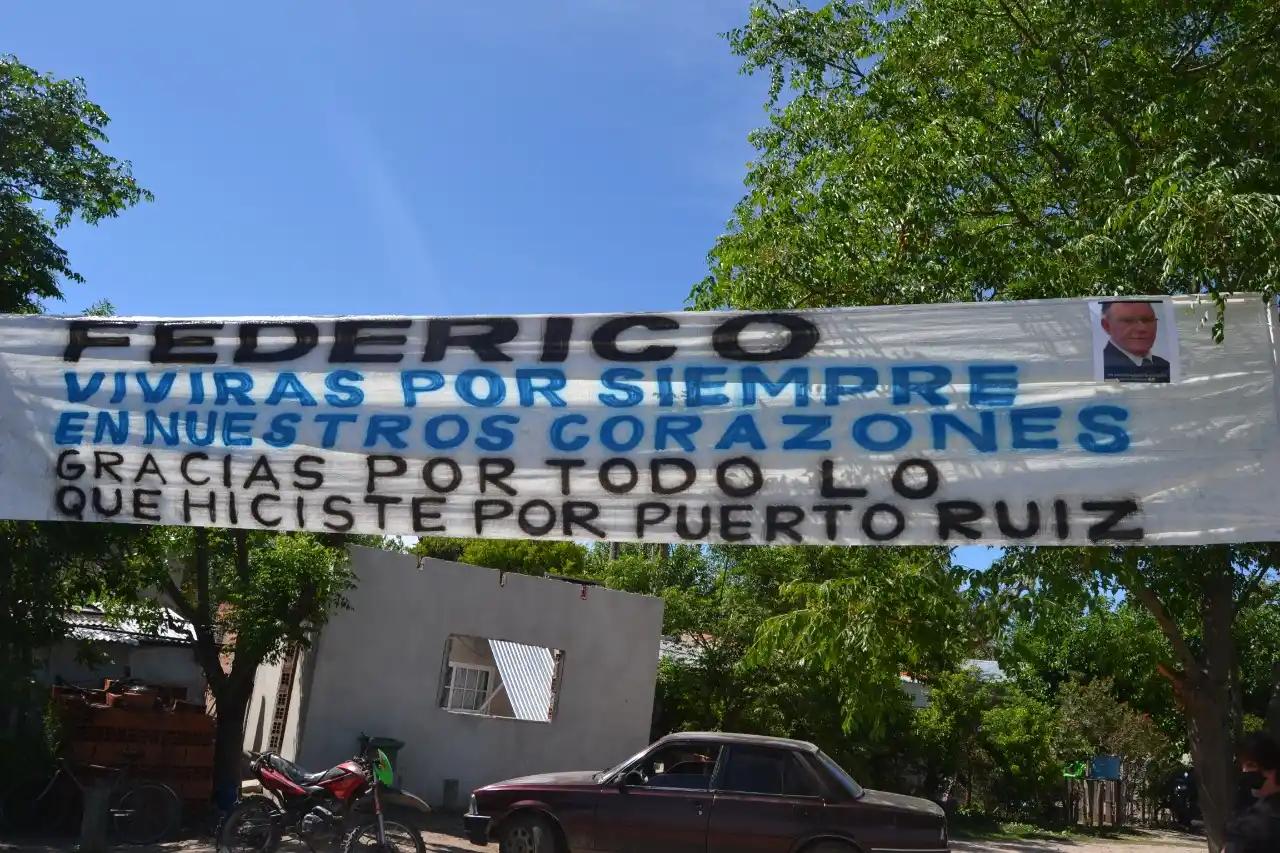 FEDERICO
VIVIRAS POR SIEMPRE
EN NUESTROS CORAZONES
GRACIAS POR TODO LO
QUE HICISTE POR PUERTO RUIZ